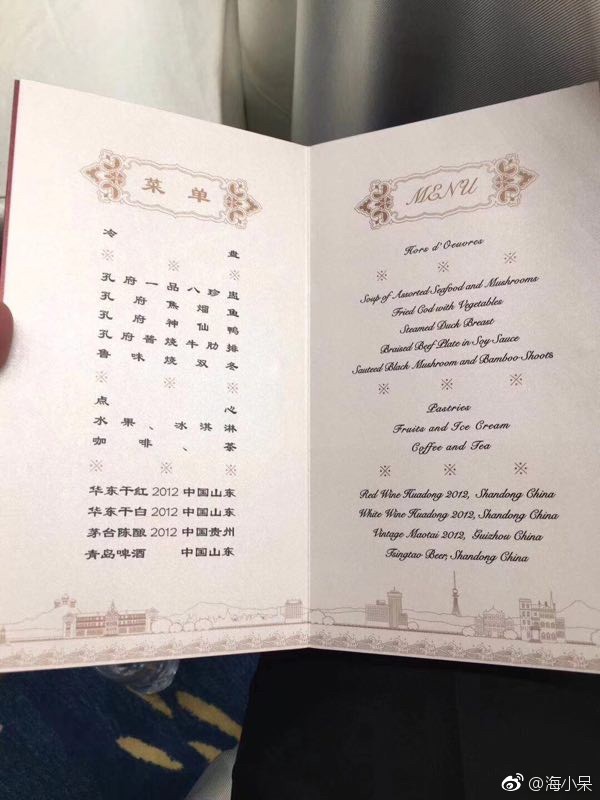 菜单
冷盘
※ ※ ※
孔府一品八珍盅
孔府焦熘鱼
孔府神仙鸭
孔府酱烧牛肋排
鲁味烧双冬
※ ※ ※
点心
水果、冰淇淋
咖啡、茶
※ ※ ※
华东干红 2012 中国山东
华东干白 2012 中国山东
茅台陈酿 2012 中国贵州
青岛啤酒 中国山东
MENU
Hors d'Oeuvres
※ ※ ※
Soup of Assorted Seafood and Mushrooms
Fried Cod with Vegetables
Steamed Duck Breast
Braised Beef Plate in Soy Sauce
Sauteed Black Mushroom and Bamboo Shoots
※ ※ ※
Pastries
Fruits and Ice Cream
Coffee and Tea
※ ※ ※
Red Wine Huadong 2012, Shandong China
White Wine Huadong 2012, Shandong China
Vintage Maotai 2012, Guizhou China
Tsingtao Beer, Shandong China
@海小呆